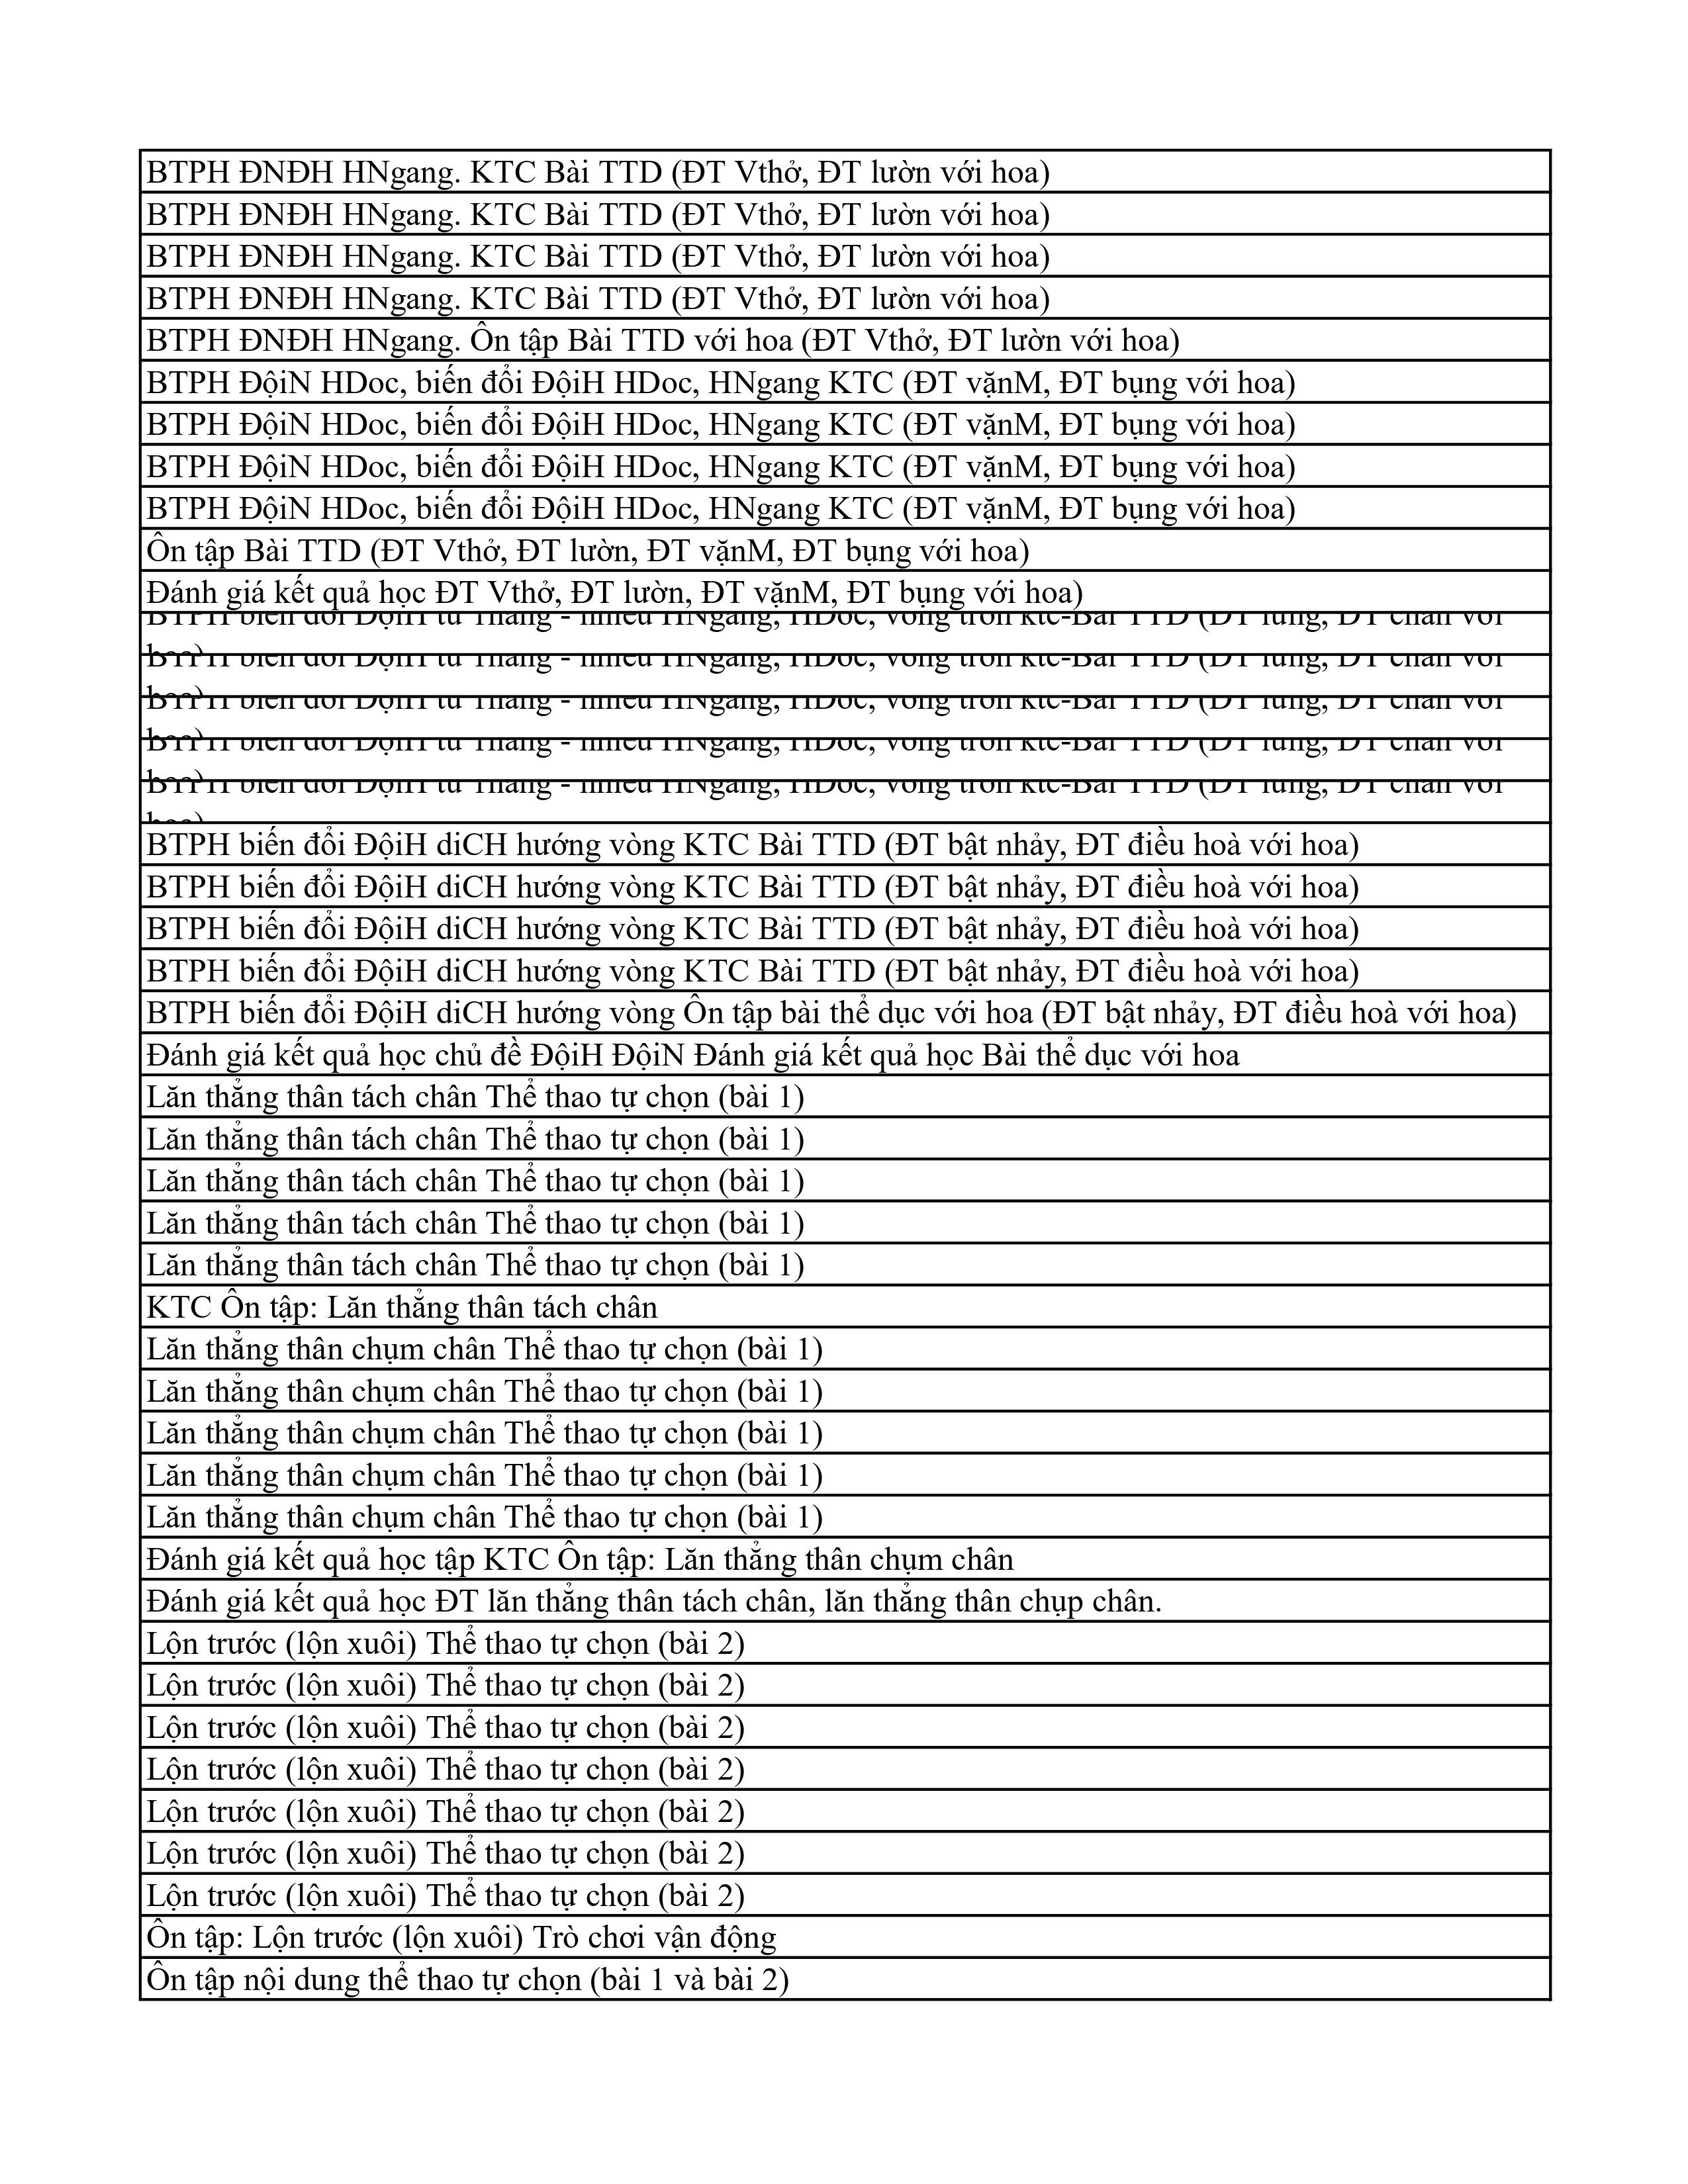 BTPH ĐNĐH HNgang. KTC Bài TTD (ĐT Vthở, ĐT lườn với hoa)
BTPH ĐNĐH HNgang. KTC Bài TTD (ĐT Vthở, ĐT lườn với hoa)
BTPH ĐNĐH HNgang. KTC Bài TTD (ĐT Vthở, ĐT lườn với hoa)
BTPH ĐNĐH HNgang. KTC Bài TTD (ĐT Vthở, ĐT lườn với hoa)
BTPH ĐNĐH HNgang. Ôn tập Bài TTD với hoa (ĐT Vthở, ĐT lườn với hoa)
BTPH ĐộiN HDoc, biến đổi ĐộiH HDoc, HNgang KTC (ĐT vặnM, ĐT bụng với hoa)
BTPH ĐộiN HDoc, biến đổi ĐộiH HDoc, HNgang KTC (ĐT vặnM, ĐT bụng với hoa)
BTPH ĐộiN HDoc, biến đổi ĐộiH HDoc, HNgang KTC (ĐT vặnM, ĐT bụng với hoa)
BTPH ĐộiN HDoc, biến đổi ĐộiH HDoc, HNgang KTC (ĐT vặnM, ĐT bụng với hoa)
Ôn tập Bài TTD (ĐT Vthở, ĐT lườn, ĐT vặnM, ĐT bụng với hoa)
Đánh giá kết quả học ĐT Vthở, ĐT lườn, ĐT vặnM, ĐT bụng với hoa)
BTPH biến đổi ĐộiH từ - nhiều HNgang, HDoc, vòng tròn ktc-Bài TTD (ĐT lưng, ĐT chân với
hoa)
BTPH biến đổi ĐộiH từ - nhiều HNgang, HDoc, vòng tròn ktc-Bài TTD (ĐT lưng, ĐT chân với
hoa)
BTPH biến đổi ĐộiH từ - nhiều HNgang, HDoc, vòng tròn ktc-Bài TTD (ĐT lưng, ĐT chân với
hoa)
BTPH biến đổi ĐộiH từ - nhiều HNgang, HDoc, vòng tròn ktc-Bài TTD (ĐT lưng, ĐT chân với
hoa)
BTPH biến đổi ĐộiH từ - nhiều HNgang, HDoc, vòng tròn ktc-Bài TTD (ĐT lưng, ĐT chân với
hoa)
BTPH biến đổi ĐộiH diCH hướng vòng KTC Bài TTD (ĐT bật nhảy, ĐT điều hoà với hoa)
BTPH biến đổi ĐộiH diCH hướng vòng KTC Bài TTD (ĐT bật nhảy, ĐT điều hoà với hoa)
BTPH biến đổi ĐộiH diCH hướng vòng KTC Bài TTD (ĐT bật nhảy, ĐT điều hoà với hoa)
BTPH biến đổi ĐộiH diCH hướng vòng KTC Bài TTD (ĐT bật nhảy, ĐT điều hoà với hoa)
BTPH biến đổi ĐộiH diCH hướng vòng Ôn tập bài thể dục với hoa (ĐT bật nhảy, ĐT điều hoà với hoa)
Đánh giá kết quả học chủ đề ĐộiH ĐộiN Đánh giá kết quả học Bài thể dục với hoa
Lăn thẳng thân tách chân Thể thao tự chọn (bài 1)
Lăn thẳng thân tách chân Thể thao tự chọn (bài 1)
Lăn thẳng thân tách chân Thể thao tự chọn (bài 1)
Lăn thẳng thân tách chân Thể thao tự chọn (bài 1)
Lăn thẳng thân tách chân Thể thao tự chọn (bài 1)
KTC Ôn tập: Lăn thẳng thân tách chân
Lăn thẳng thân chụm chân Thể thao tự chọn (bài 1)
Lăn thẳng thân chụm chân Thể thao tự chọn (bài 1)
Lăn thẳng thân chụm chân Thể thao tự chọn (bài 1)
Lăn thẳng thân chụm chân Thể thao tự chọn (bài 1)
Lăn thẳng thân chụm chân Thể thao tự chọn (bài 1)
Đánh giá kết quả học tập KTC Ôn tập: Lăn thẳng thân chụm chân
Đánh giá kết quả học ĐT lăn thẳng thân tách chân, lăn thẳng thân chụp chân.
Lộn trước (lộn xuôi) Thể thao tự chọn (bài 2)
Lộn trước (lộn xuôi) Thể thao tự chọn (bài 2)
Lộn trước (lộn xuôi) Thể thao tự chọn (bài 2)
Lộn trước (lộn xuôi) Thể thao tự chọn (bài 2)
Lộn trước (lộn xuôi) Thể thao tự chọn (bài 2)
Lộn trước (lộn xuôi) Thể thao tự chọn (bài 2)
Lộn trước (lộn xuôi) Thể thao tự chọn (bài 2)
Ôn tập: Lộn trước (lộn xuôi) Trò chơi vận động
Ôn tập nội dung thể thao tự chọn (bài 1 và bài 2)